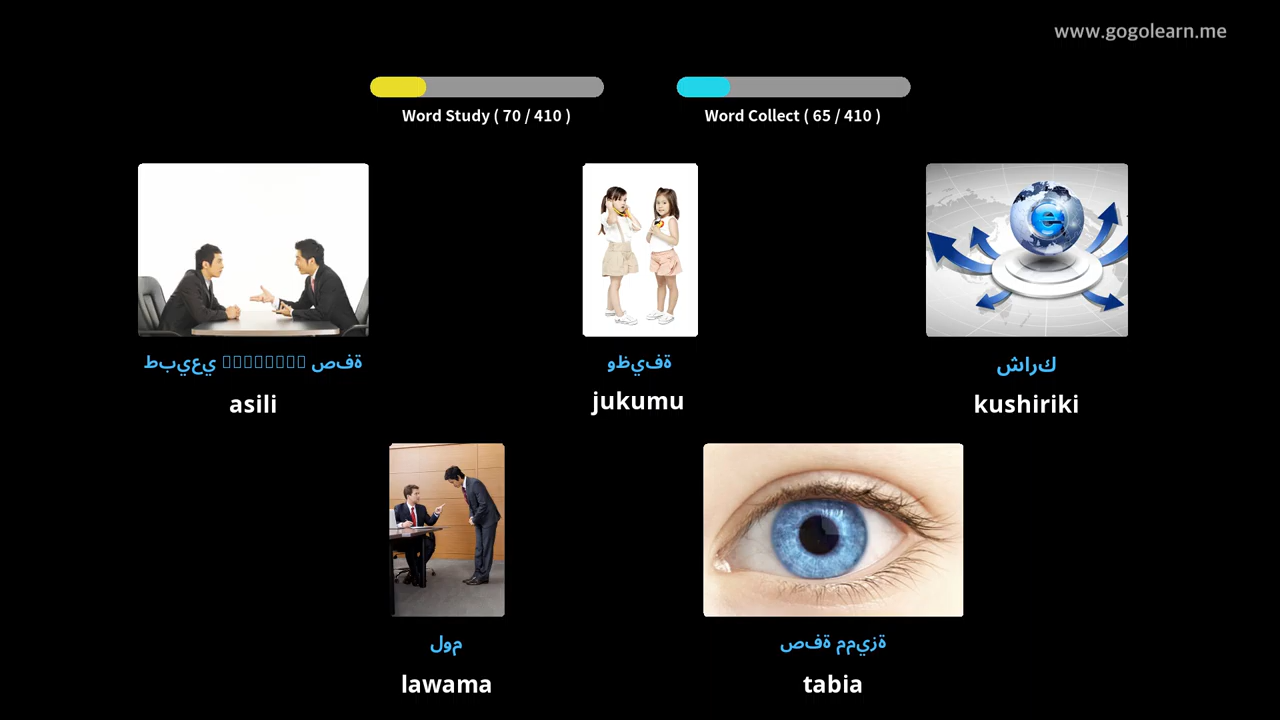 www.gogolearn.me
Word Study ( 70 / 410 )
Word Collect ( 65 / 410 )
طبيعي صفة
asili
وظيفة
jukumu
شارك
kushiriki
لوم
lawama
صفة مميزة
tabia